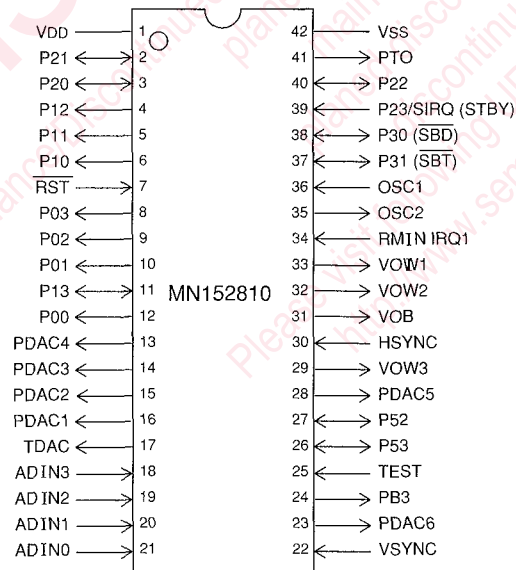 VDD 1 42 VSS
P21 2 41 PTO
P20 3 40 P22
P12 4 39 P23/SIRQ (STBY)
P11 5 38 P30 (SBD)
P10 6 37 P31 (SBT)
RST 7 36 OSC1
P03 8 35 OSC2
P02 9 34 RMIN IRQ1
P01 10 33 VOW1
P13 11 MN152810 32 VOW2
P00 12 31 VOB
PDAC4 13 30 HSYNC
PDAC3 14 29 VOW3
PDAC2 15 28 PDAC5
PDAC1 16 27 P52
TDAC 17 26 P53
ADIN3 18 25 TEST
ADIN2 19 24 PB3
ADIN1 20 23 PDAC6
ADIN0 21 22 VSYNC